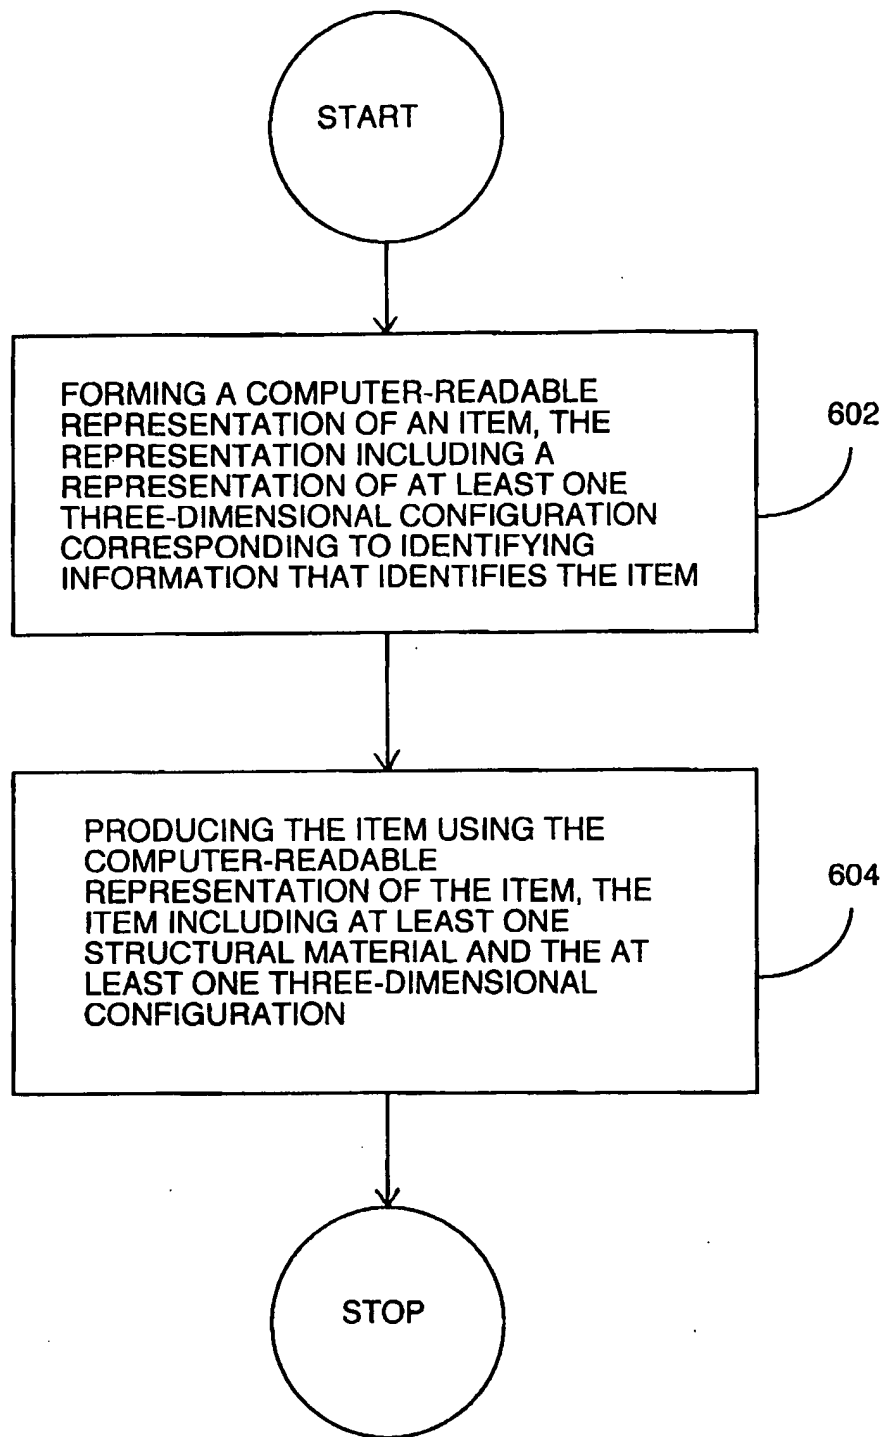 START
FORMING A COMPUTER-READABLE
REPRESENTATION OF AN ITEM, THE
REPRESENTATION INCLUDING A
REPRESENTATION OF AT LEAST ONE
THREE-DIMENSIONAL CONFIGURATION
CORRESPONDING TO IDENTIFYING
INFORMATION THAT IDENTIFIES THE ITEM
602
PRODUCING THE ITEM USING THE
COMPUTER-READABLE
REPRESENTATION OF THE ITEM, THE
ITEM INCLUDING AT LEAST ONE
STRUCTURAL MATERIAL AND THE AT
LEAST ONE THREE-DIMENSIONAL
CONFIGURATION
604
STOP